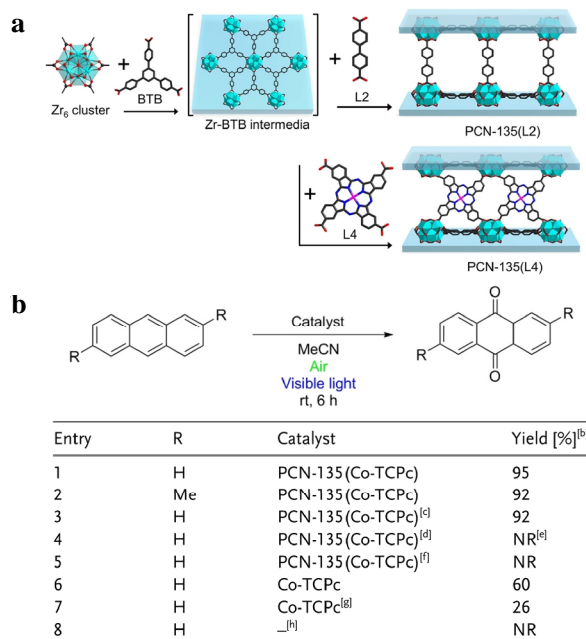 a
Zr6 cluster
+
BTB
Zr-BTB intermedia
+
L2
PCN-135(L2)
+
L4
PCN-135(L4)
b
R
R
Catalyst
MeCN
Air
Visible light
rt, 6 h
O
R
R
O
Entry R Catalyst Yield [%][b]
1 H PCN-135(Co-TCPc) 95
2 Me PCN-135(Co-TCPc) 92
3 H PCN-135(Co-TCPc)[c] 92
4 H PCN-135(Co-TCPc)[d] NR[e]
5 H PCN-135(Co-TCPc)[f] NR
6 H Co-TCPc 60
7 H Co-TCPc[g] 26
8 H –[h] NR